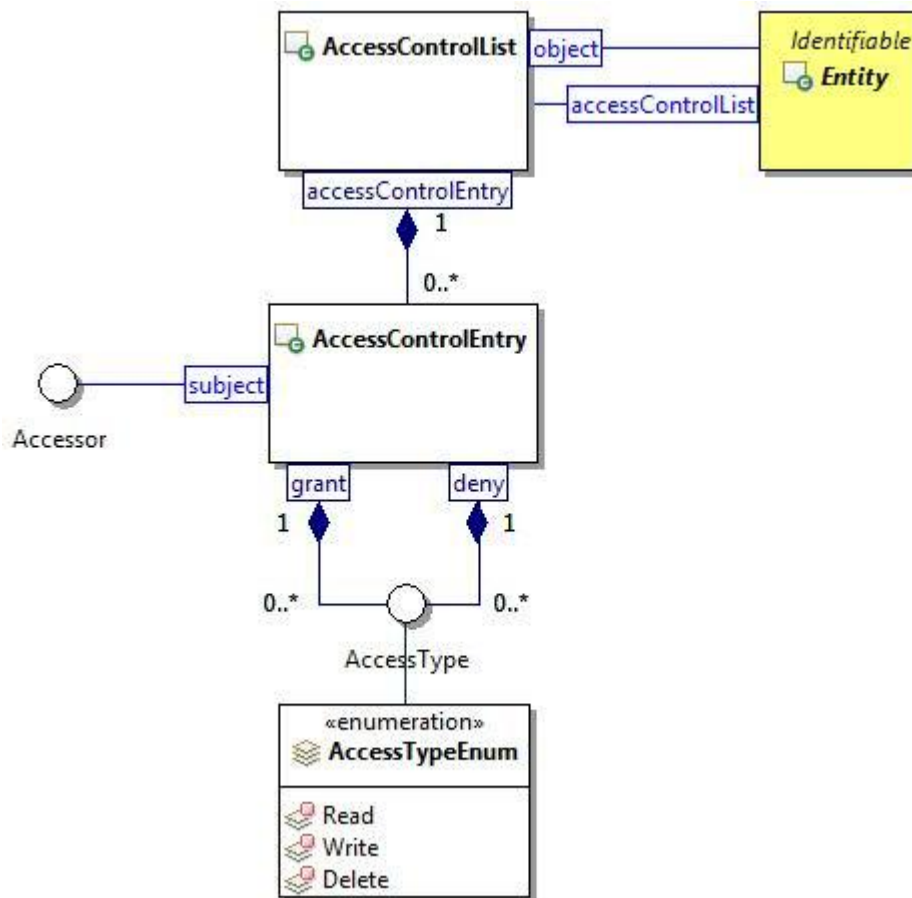 AccessControlList
object
Identifiable
Entity
accessControlList
accessControlEntry
1
0..*
AccessControlEntry
subject
Accessor
grant
deny
1
1
0..*
0..*
AccessType
«enumeration»
AccessTypeEnum
Read
Write
Delete